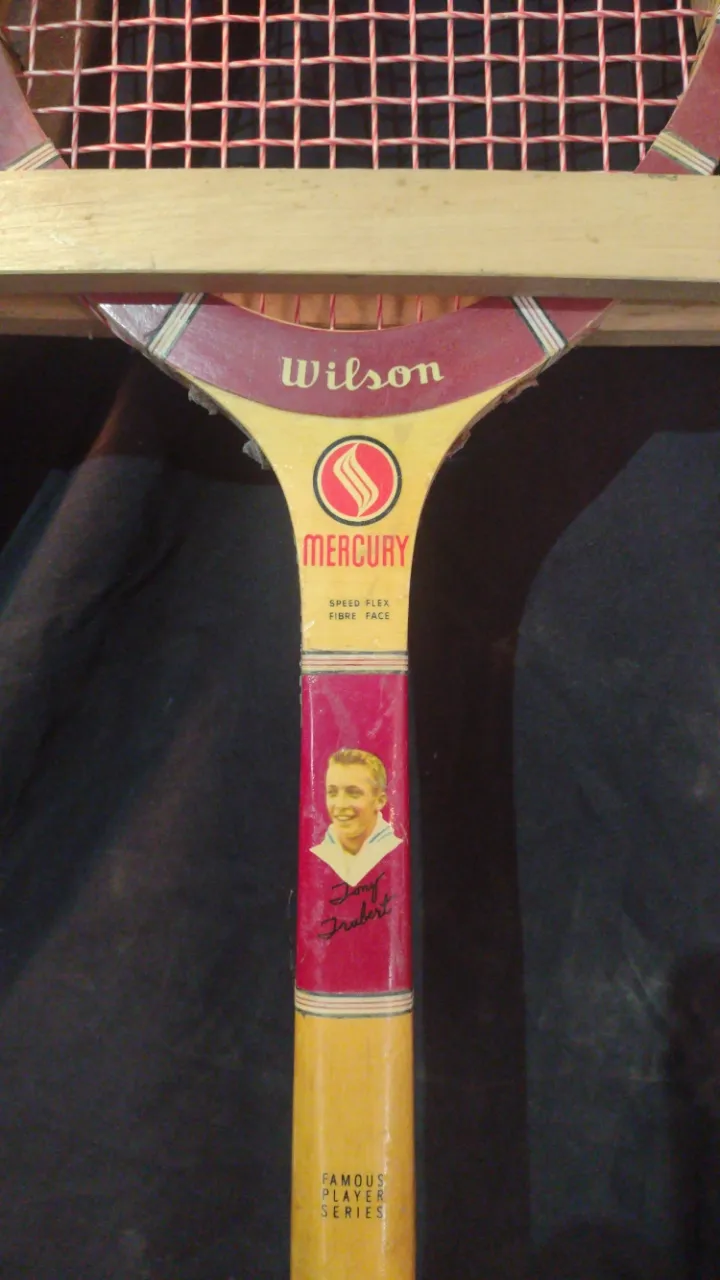 Wilson
MERCURY
SPEED FLEX
FIBRE FACE
Tony
Trabert
FAMOUS
PLAYER
SERIES